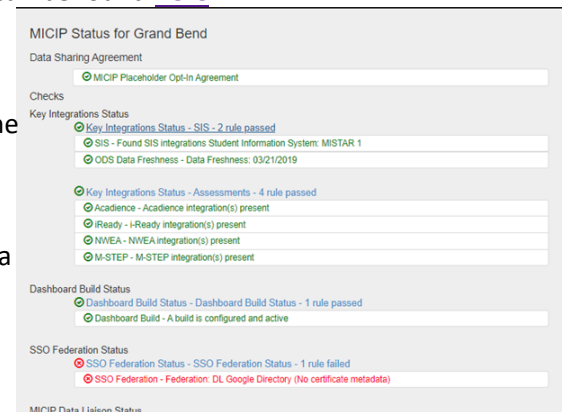 MICIP Status for Grand Bend
Data Sharing Agreement
MICIP Placeholder Opt-In Agreement
Checks
Key Integrations Status
Key Integrations Status - SIS - 2 rule passed
SIS - Found SIS integrations Student Information System: MISTAR 1
ODS Data Freshness - Data Freshness: 03/21/2019
Key Integrations Status - Assessments - 4 rule passed
Acadience - Acadience integration(s) present
iReady - i-Ready integration(s) present
NWEA - NWEA integration(s) present
M-STEP - M-STEP integration(s) present
a
Dashboard Build Status
Dashboard Build Status - Dashboard Build Status - 1 rule passed
Dashboard Build - A build is configured and active
SSO Federation Status
SSO Federation Status - SSO Federation Status - 1 rule failed
SSO Federation - Federation: DL Google Directory (No certificate metadata)
MICIP Data Liaison Status